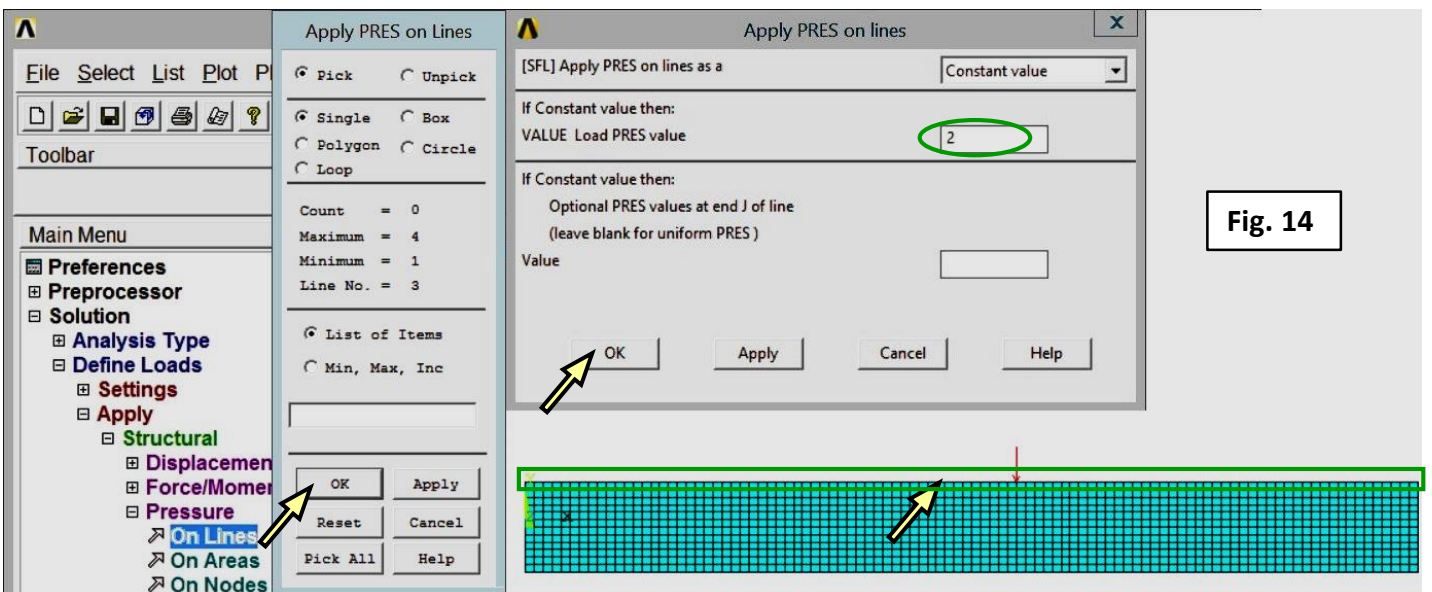 File Select List Plot Pl
Toolbar
Main Menu
Preferences
Preprocessor
Solution
Analysis Type
Define Loads
Settings
Apply
Structural
Displacemen
Force/Momer
Pressure
On Lines
On Areas
On Nodes
Apply PRES on Lines
Pick Unpick
Single Box
Polygon Circle
Loop
Count = 0
Maximum = 4
Minimum = 1
Line No. = 3
List of Items
Min, Max, Inc
OK Apply
Reset Cancel
Pick All Help
Apply PRES on lines
X
[SFL] Apply PRES on lines as a Constant value
If Constant value then:
VALUE Load PRES value 2
If Constant value then:
Optional PRES values at end J of line
(leave blank for uniform PRES )
Value
OK Apply Cancel Help
Fig. 14
X